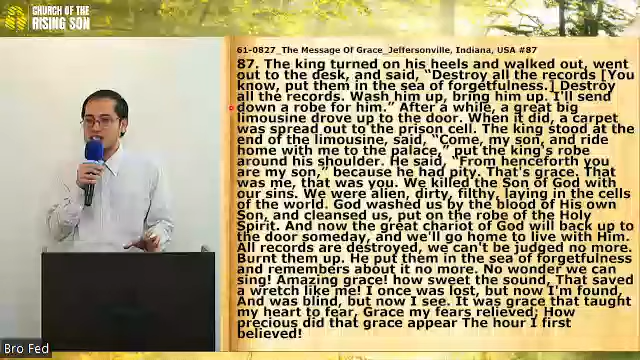 CHURCH OF THE
RISING SON
61-0827_The Message Of Grace_Jeffersonville, Indiana, USA #87
87. The king turned on his heels and walked out, went
out to the desk, and said, “Destroy all the records [You
know, put them in the sea of forgetfulness.] Destroy
all the records. Wash him up, bring him up. I'll send
down a robe for him.” After a while, a great big
limousine drove up to the door. When it did, a carpet
was spread out to the prison cell. The king stood at the
end of the limousine, said, “Come, my son, and ride
home with me to the palace,” put the king's robe
around his shoulder. He said, “From henceforth you
are my son,” because he had pity. That's grace. That
was me, that was you. We killed the Son of God with
our sins. We were alien, dirty, filthy, laying in the cells
of the world. God washed us by the blood of His own
Son, and cleansed us, put on the robe of the Holy
Spirit. And now the great chariot of God will back up to
the door someday, and we'll go home to live with Him.
All records are destroyed, we can't be judged no more.
Burnt them up. He put them in the sea of forgetfulness
and remembers about it no more. No wonder we can
sing! Amazing grace! how sweet the sound, That saved
a wretch like me! I once was lost, but now I'm found,
And was blind, but now I see. It was grace that taught
my heart to fear, Grace my fears relieved; How
precious did that grace appear The hour I first
believed!
Bro Fed